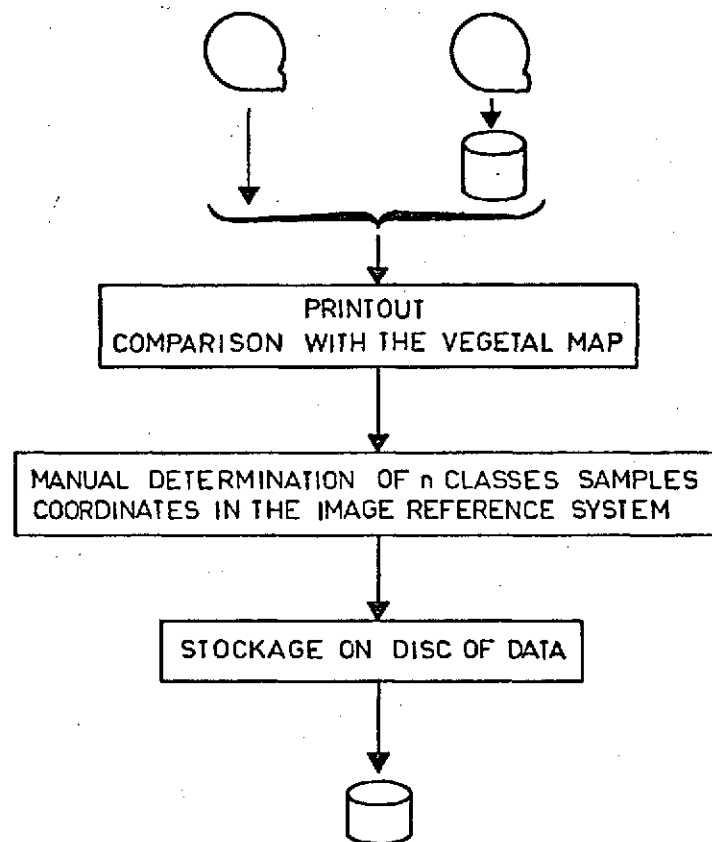 PRINTOUT
COMPARISON WITH THE VEGETAL MAP
MANUAL DETERMINATION OF n CLASSES SAMPLES
COORDINATES IN THE IMAGE REFERENCE SYSTEM
STOCKAGE ON DISC OF DATA